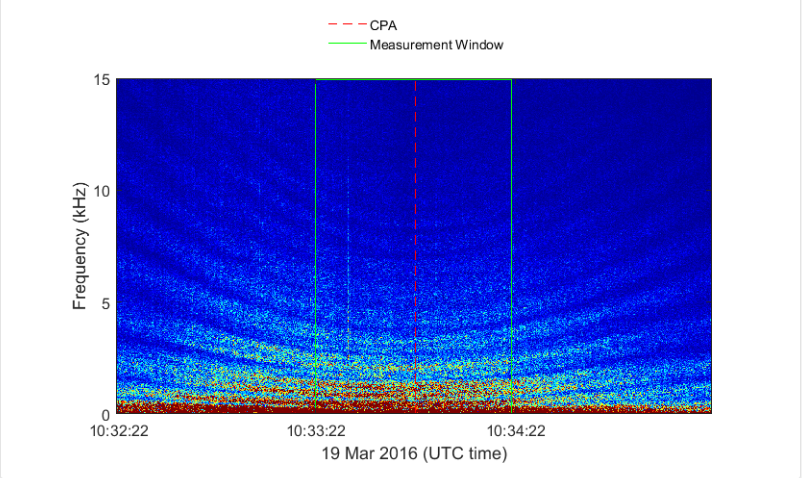 CPA
Measurement Window
15
10
5
0
Frequency (kHz)
10:32:22 10:33:22 10:34:22
19 Mar 2016 (UTC time)